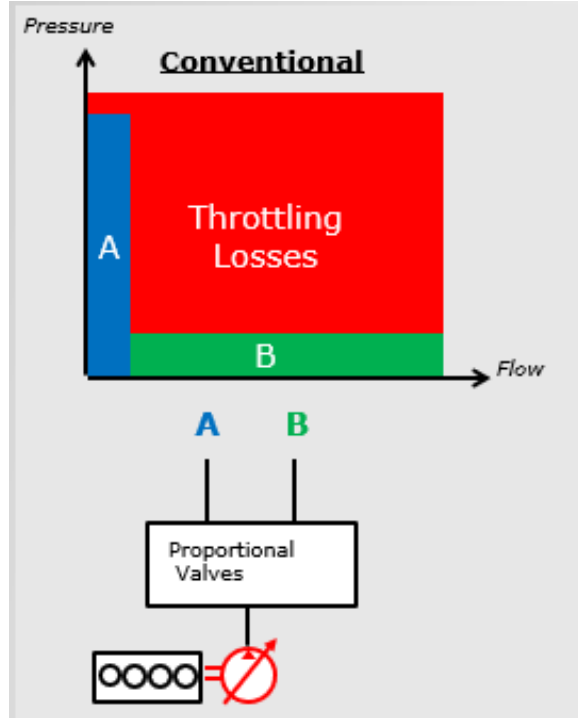 Pressure
Conventional
Throttling
Losses
A
B
Flow
A B
Proportional
Valves